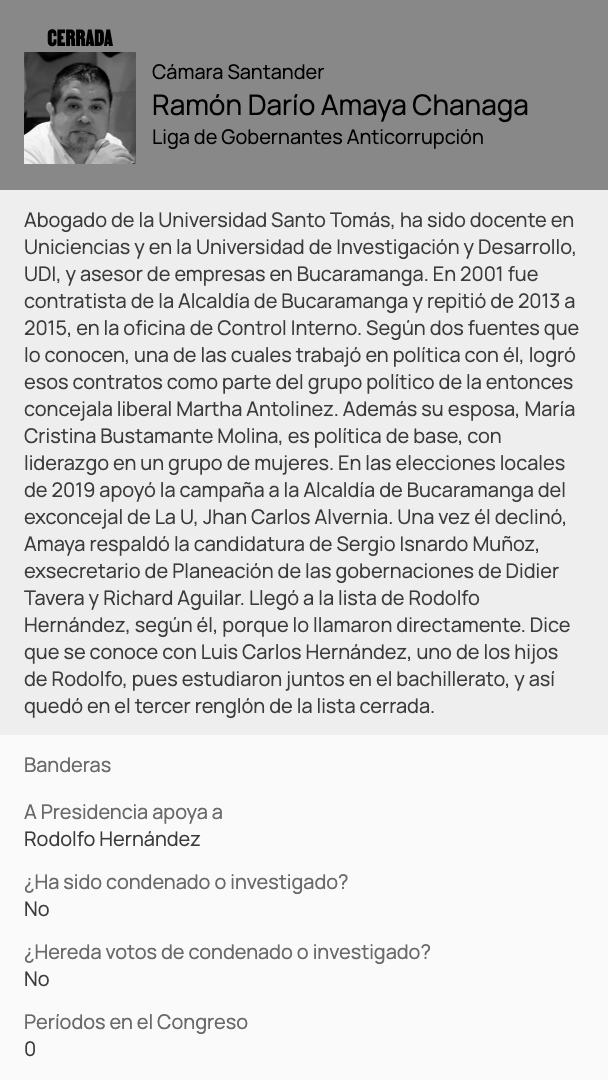 CERRADA
Cámara Santander
Ramón Darío Amaya Chanaga
Liga de Gobernantes Anticorrupción
Abogado de la Universidad Santo Tomás, ha sido docente en
Uniciencias y en la Universidad de Investigación y Desarrollo,
UDI, y asesor de empresas en Bucaramanga. En 2001 fue
contratista de la Alcaldía de Bucaramanga y repitió de 2013 a
2015, en la oficina de Control Interno. Según dos fuentes que
lo conocen, una de las cuales trabajó en política con él, logró
esos contratos como parte del grupo político de la entonces
concejala liberal Martha Antolinez. Además su esposa, María
Cristina Bustamante Molina, es política de base, con
liderazgo en un grupo de mujeres. En las elecciones locales
de 2019 apoyó la campaña a la Alcaldía de Bucaramanga del
exconcejal de La U, Jhan Carlos Alvernia. Una vez él declinó,
Amaya respaldó la candidatura de Sergio Isnardo Muñoz,
exsecretario de Planeación de las gobernaciones de Didier
Tavera y Richard Aguilar. Llegó a la lista de Rodolfo
Hernández, según él, porque lo llamaron directamente. Dice
que se conoce con Luis Carlos Hernández, uno de los hijos
de Rodolfo, pues estudiaron juntos en el bachillerato, y así
quedó en el tercer renglón de la lista cerrada.
Banderas
A Presidencia apoya a
Rodolfo Hernández
¿Ha sido condenado o investigado?
No
¿Hereda votos de condenado o investigado?
No
Períodos en el Congreso
0